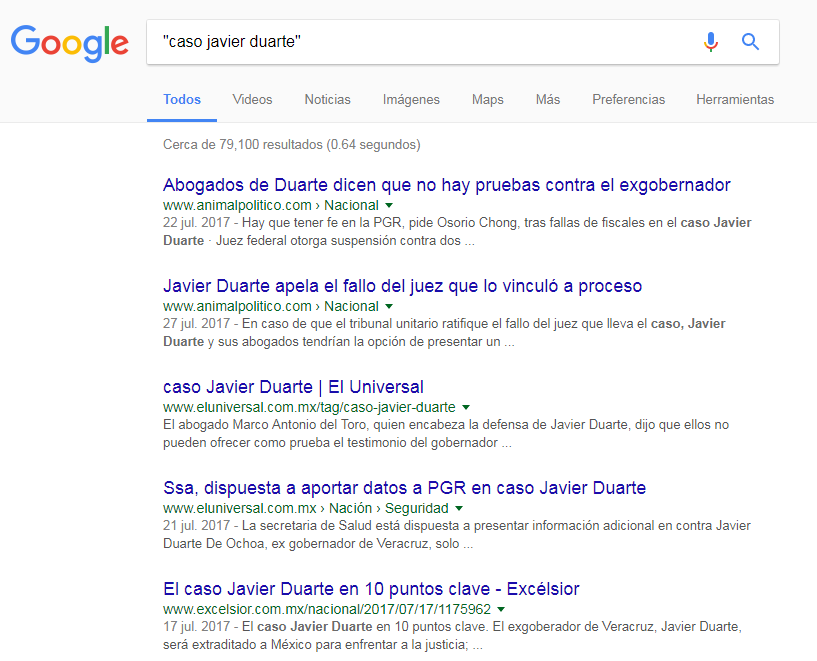 Google
"caso javier duarte"
Todos Videos Noticias Imágenes Maps Más Preferencias Herramientas
Cerca de 79,100 resultados (0.64 segundos)
Abogados de Duarte dicen que no hay pruebas contra el exgobernador
www.animalpolitico.com › Nacional
22 jul. 2017 - Hay que tener fe en la PGR, pide Osorio Chong, tras fallas de fiscales en el caso Javier
Duarte · Juez federal otorga suspensión contra dos ...
Javier Duarte apela el fallo del juez que lo vinculó a proceso
www.animalpolitico.com › Nacional
27 jul. 2017 - En caso de que el tribunal unitario ratifique el fallo del juez que lleva el caso, Javier
Duarte y sus abogados tendrían la opción de presentar un ...
caso Javier Duarte | El Universal
www.eluniversal.com.mx/tag/caso-javier-duarte
El abogado Marco Antonio del Toro, quien encabeza la defensa de Javier Duarte, dijo que ellos no
pueden ofrecer como prueba el testimonio del gobernador ...
Ssa, dispuesta a aportar datos a PGR en caso Javier Duarte
www.eluniversal.com.mx › Nación › Seguridad
21 jul. 2017 - La secretaria de Salud está dispuesta a presentar información adicional en contra Javier
Duarte De Ochoa, ex gobernador de Veracruz, solo ...
El caso Javier Duarte en 10 puntos clave - Excélsior
www.excelsior.com.mx/nacional/2017/07/17/1175962
17 jul. 2017 - El caso Javier Duarte en 10 puntos clave. El exgoberador de Veracruz, Javier Duarte,
será extraditado a México para enfrentar a la justicia; ...